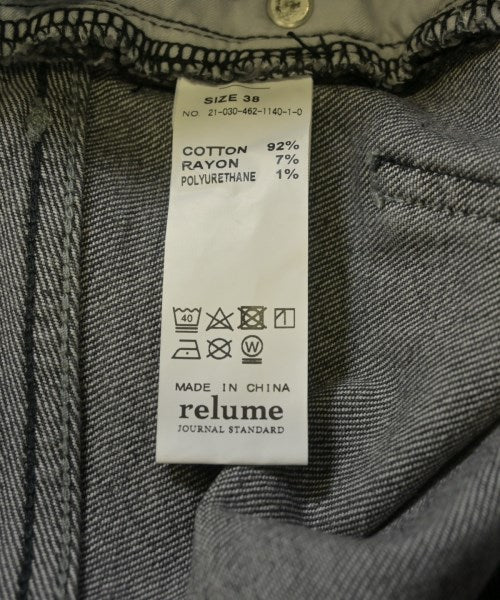 SIZE 38
NO. 21-030-462-1140-1-0
COTTON 92%
RAYON 7%
POLYURETHANE 1%
40
W
MADE IN CHINA
relume
JOURNAL STANDARD